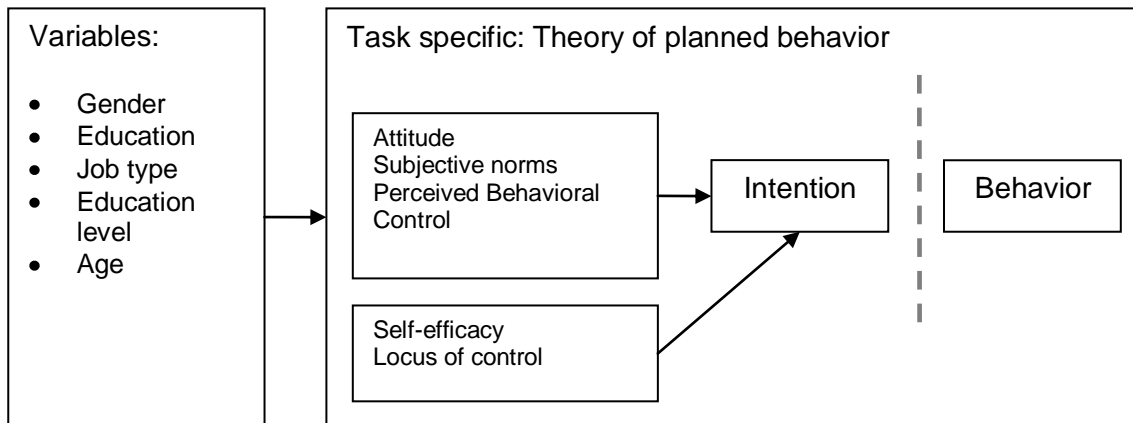 Variables:
• Gender
• Education
• Job type
• Education
level
• Age
Task specific: Theory of planned behavior
Attitude
Subjective norms
Perceived Behavioral
Control
Self-efficacy
Locus of control
Intention
Behavior